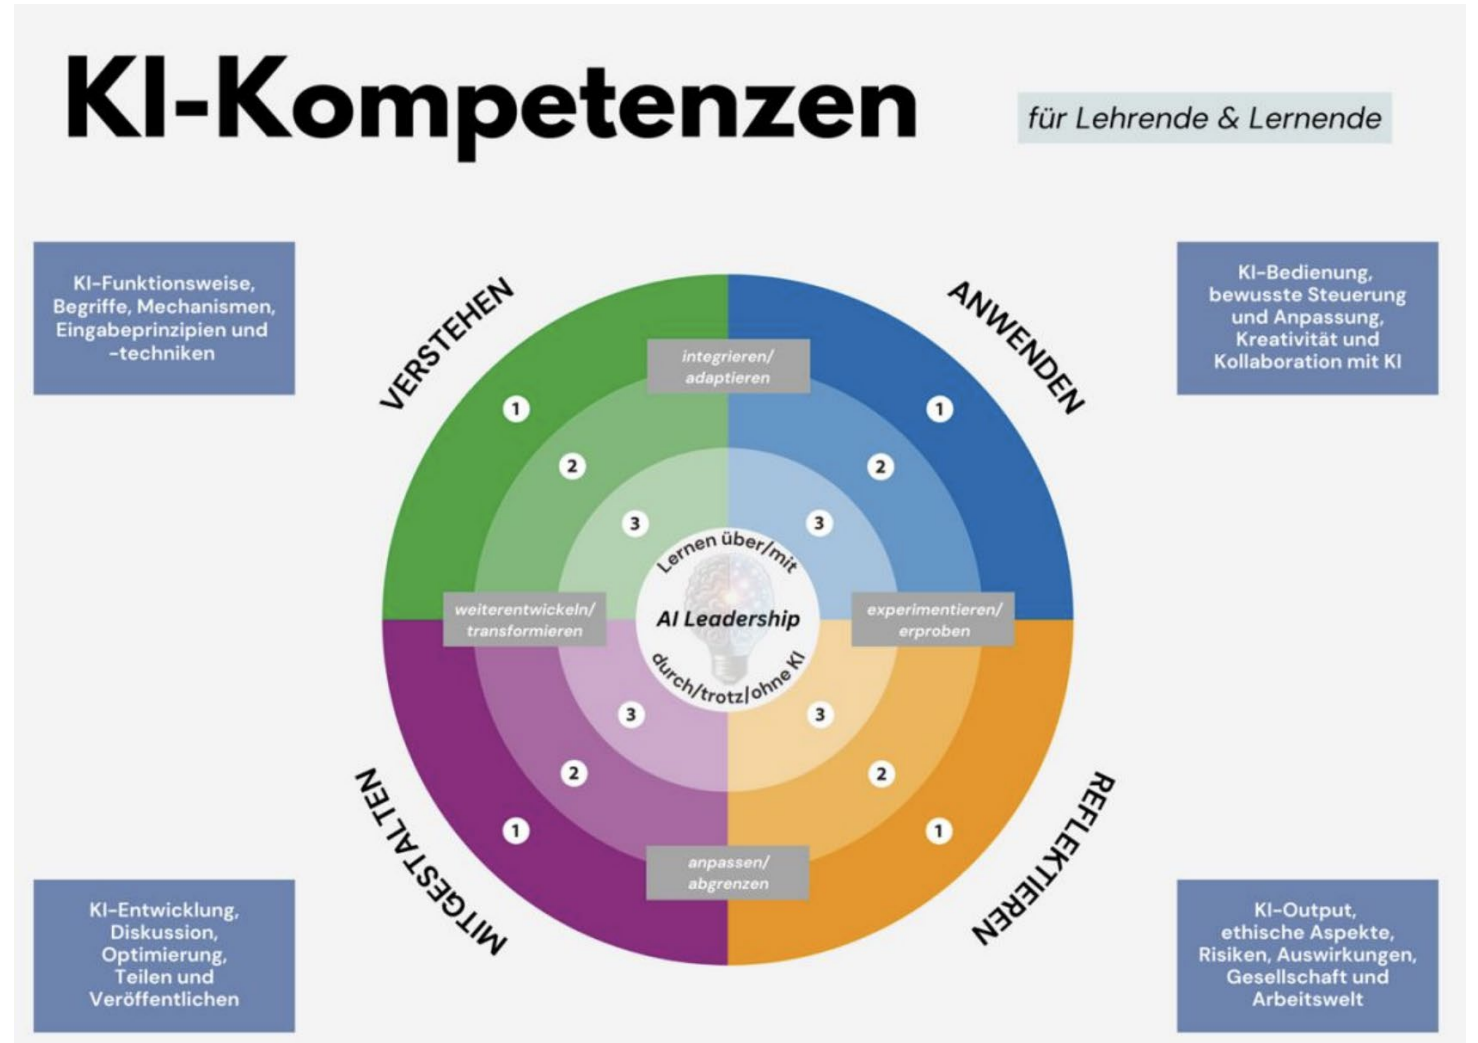 KI-Kompetenzen
für Lehrende & Lernende
KI-Funktionsweise,
Begriffe, Mechanismen,
Eingabeprinzipien und
-techniken
VERSTEHEN
ANWENDEN
KI-Bedienung,
bewusste Steuerung
und Anpassung,
Kreativität und
Kollaboration mit KI
integrieren/
adaptieren
1
1
2
2
3
3
Lernen über/mit
weiterentwickeln/
transformieren
AI Leadership
experimentieren/
erproben
durch/trotz/ohne KI
3
3
2
2
1
1
anpassen/
abgrenzen
MITGESTALTEN
REFLEKTIEREN
KI-Entwicklung,
Diskussion,
Optimierung,
Teilen und
Veröffentlichen
KI-Output,
ethische Aspekte,
Risiken, Auswirkungen,
Gesellschaft und
Arbeitswelt